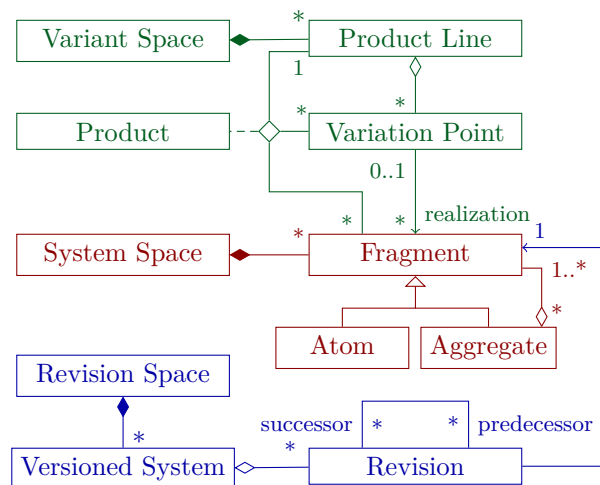 *
Variant Space
Product Line
1
*
*
Product
Variation Point
0..1
*
*
realization
*
1
System Space
Fragment
1..*
*
Atom
Aggregate
Revision Space
successor
*
*
predecessor
*
*
Versioned System
Revision